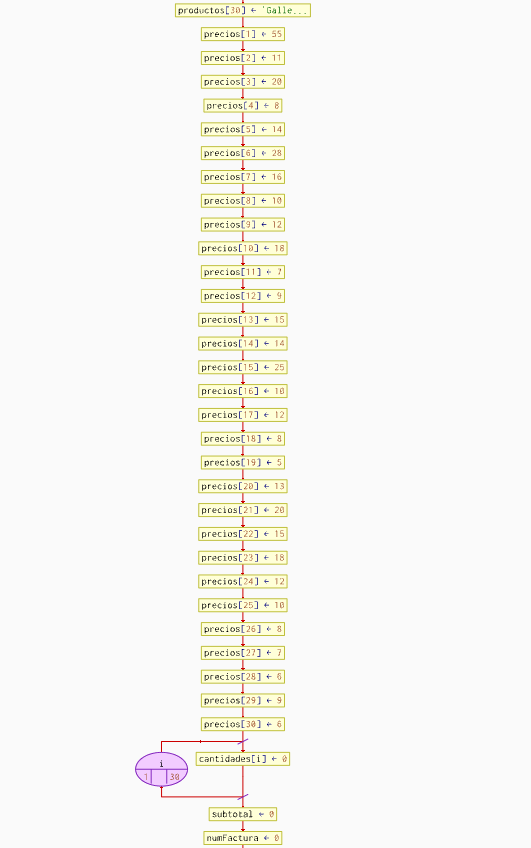 productos[30] ← 'Galle...
precios[1] ← 55
precios[2] ← 11
precios[3] ← 20
precios[4] ← 8
precios[5] ← 14
precios[6] ← 28
precios[7] ← 16
precios[8] ← 10
precios[9] ← 12
precios[10] ← 18
precios[11] ← 7
precios[12] ← 9
precios[13] ← 15
precios[14] ← 14
precios[15] ← 25
precios[16] ← 10
precios[17] ← 12
precios[18] ← 8
precios[19] ← 5
precios[20] ← 13
precios[21] ← 20
precios[22] ← 15
precios[23] ← 18
precios[24] ← 12
precios[25] ← 10
precios[26] ← 8
precios[27] ← 7
precios[28] ← 6
precios[29] ← 9
precios[30] ← 6
i
1 30
cantidades[i] ← 0
subtotal ← 0
numFactura ← 0